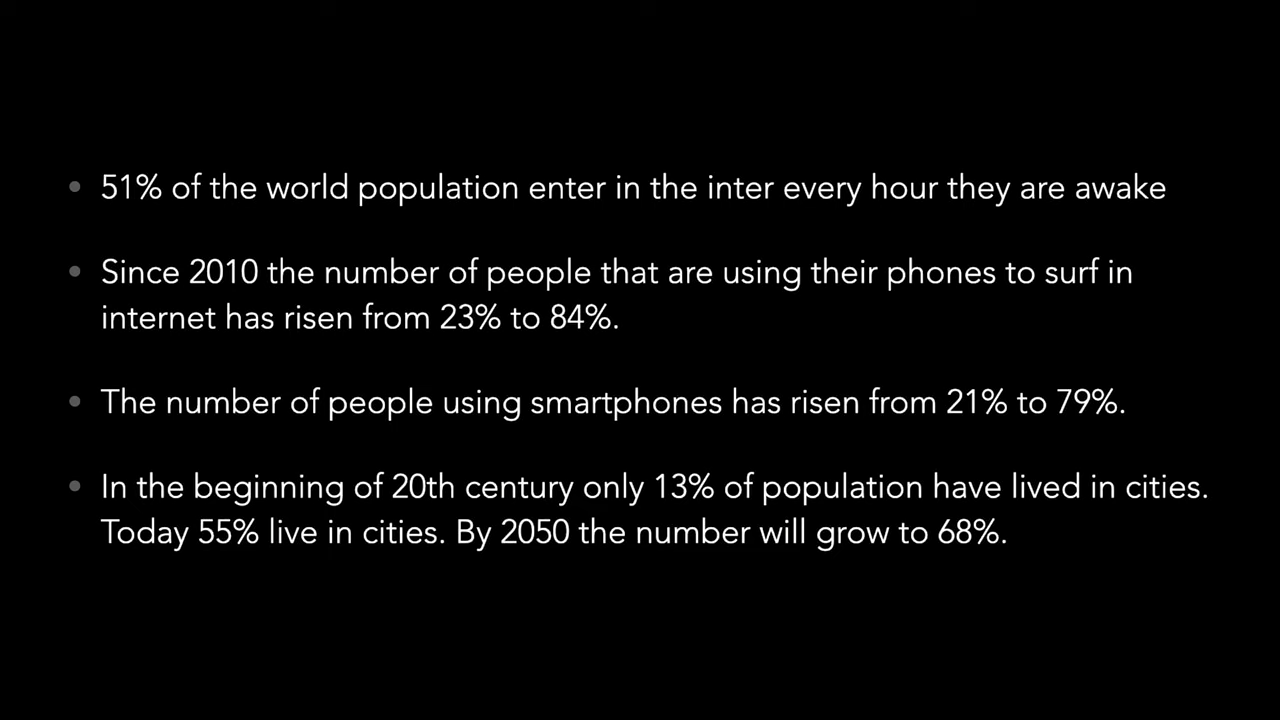 • 51% of the world population enter in the inter every hour they are awake
• Since 2010 the number of people that are using their phones to surf in
internet has risen from 23% to 84%.
• The number of people using smartphones has risen from 21% to 79%.
• In the beginning of 20th century only 13% of population have lived in cities.
Today 55% live in cities. By 2050 the number will grow to 68%.